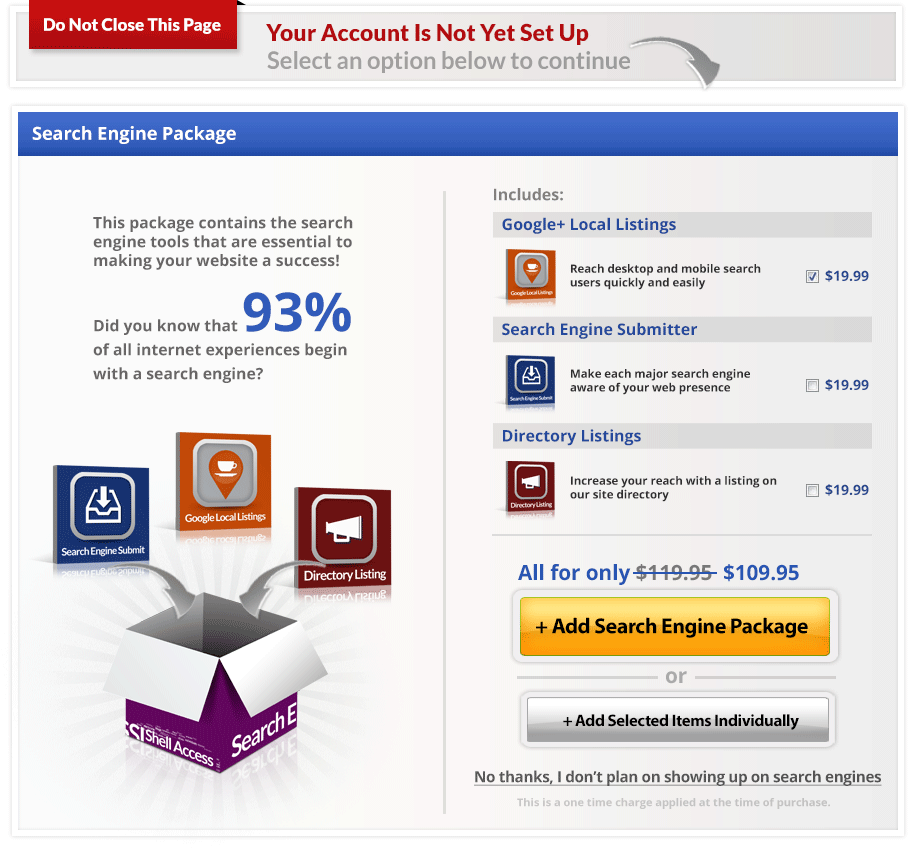 Do Not Close This Page
Your Account Is Not Yet Set Up
Select an option below to continue
Search Engine Package
This package contains the search
engine tools that are essential to
making your website a success!
Did you know that 93%
of all internet experiences begin
with a search engine?
Search Engine Submit
Google Local Listings
Directory Listing
SSl Shell Access
Search E
Includes:
Google+ Local Listings
Google Local Listings
Reach desktop and mobile search
users quickly and easily
$19.99
Search Engine Submitter
Search Engine Submit
Make each major search engine
aware of your web presence
$19.99
Directory Listings
Directory Listing
Increase your reach with a listing on
our site directory
$19.99
All for only $119.95 $109.95
+ Add Search Engine Package
or
+ Add Selected Items Individually
No thanks, I don't plan on showing up on search engines
This is a one time charge applied at the time of purchase.